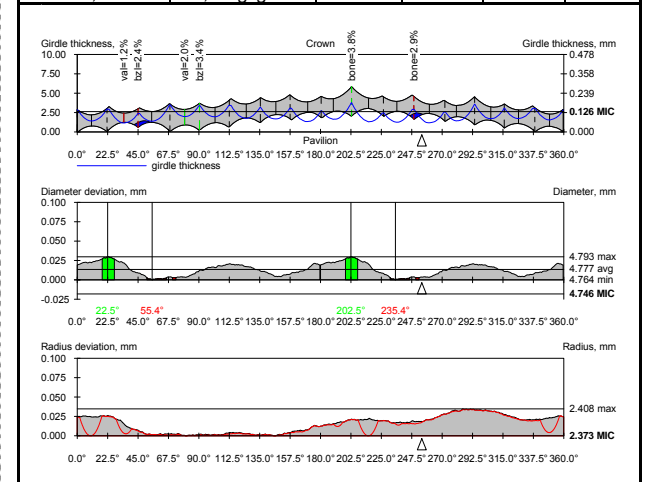 Girdle thickness, % Crown Girdle thickness, mm
val=1.2%
bzl=2.4%
val=2.0%
bzl=3.4%
bone=3.8%
bone=2.9%
10.00 0.478
7.50 0.358
5.00 0.239
2.50 0.126 MIC
0.00 0.000
Pavilion
0.0° 22.5° 45.0° 67.5° 90.0° 112.5° 135.0° 157.5° 180.0° 202.5° 225.0° 247.5° 270.0° 292.5° 315.0° 337.5° 360.0°
girdle thickness
Diameter deviation, mm Diameter, mm
0.100
0.075
0.050
0.025 4.793 max
4.777 avg
0.000 4.764 min
-0.025 4.746 MIC
22.5° 55.4° 202.5° 235.4°
0.0° 22.5° 45.0° 67.5° 90.0° 112.5° 135.0° 157.5° 180.0° 202.5° 225.0° 247.5° 270.0° 292.5° 315.0° 337.5° 360.0°
Radius deviation, mm Radius, mm
0.100
0.075
0.050
0.025 2.408 max
0.000 2.373 MIC
0.0° 22.5° 45.0° 67.5° 90.0° 112.5° 135.0° 157.5° 180.0° 202.5° 225.0° 247.5° 270.0° 292.5° 315.0° 337.5° 360.0°